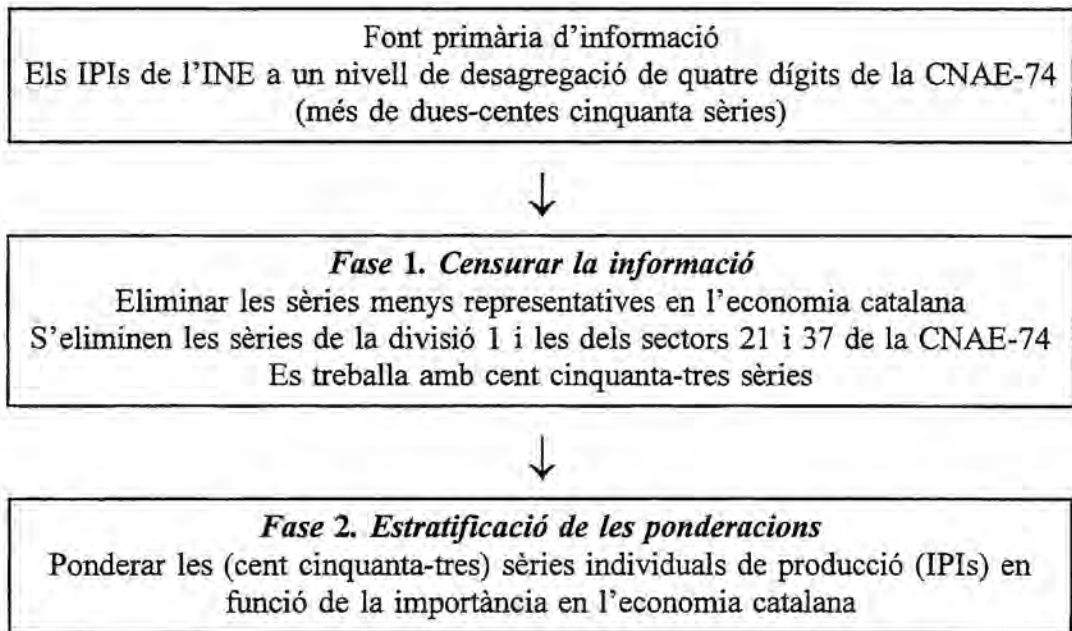 Font primària d'informació
Els IPIs de l'INE a un nivell de desagregació de quatre dígits de la CNAE-74
(més de dues-centes cinquanta sèries)
↓
Fase 1. Censurar la informació
Eliminar les sèries menys representatives en l'economia catalana
S'eliminen les sèries de la divisió 1 i les dels sectors 21 i 37 de la CNAE-74
Es treballa amb cent cinquanta-tres sèries
↓
Fase 2. Estratificació de les ponderacions
Ponderar les (cent cinquanta-tres) sèries individuals de producció (IPIs) en
funció de la importància en l'economia catalana